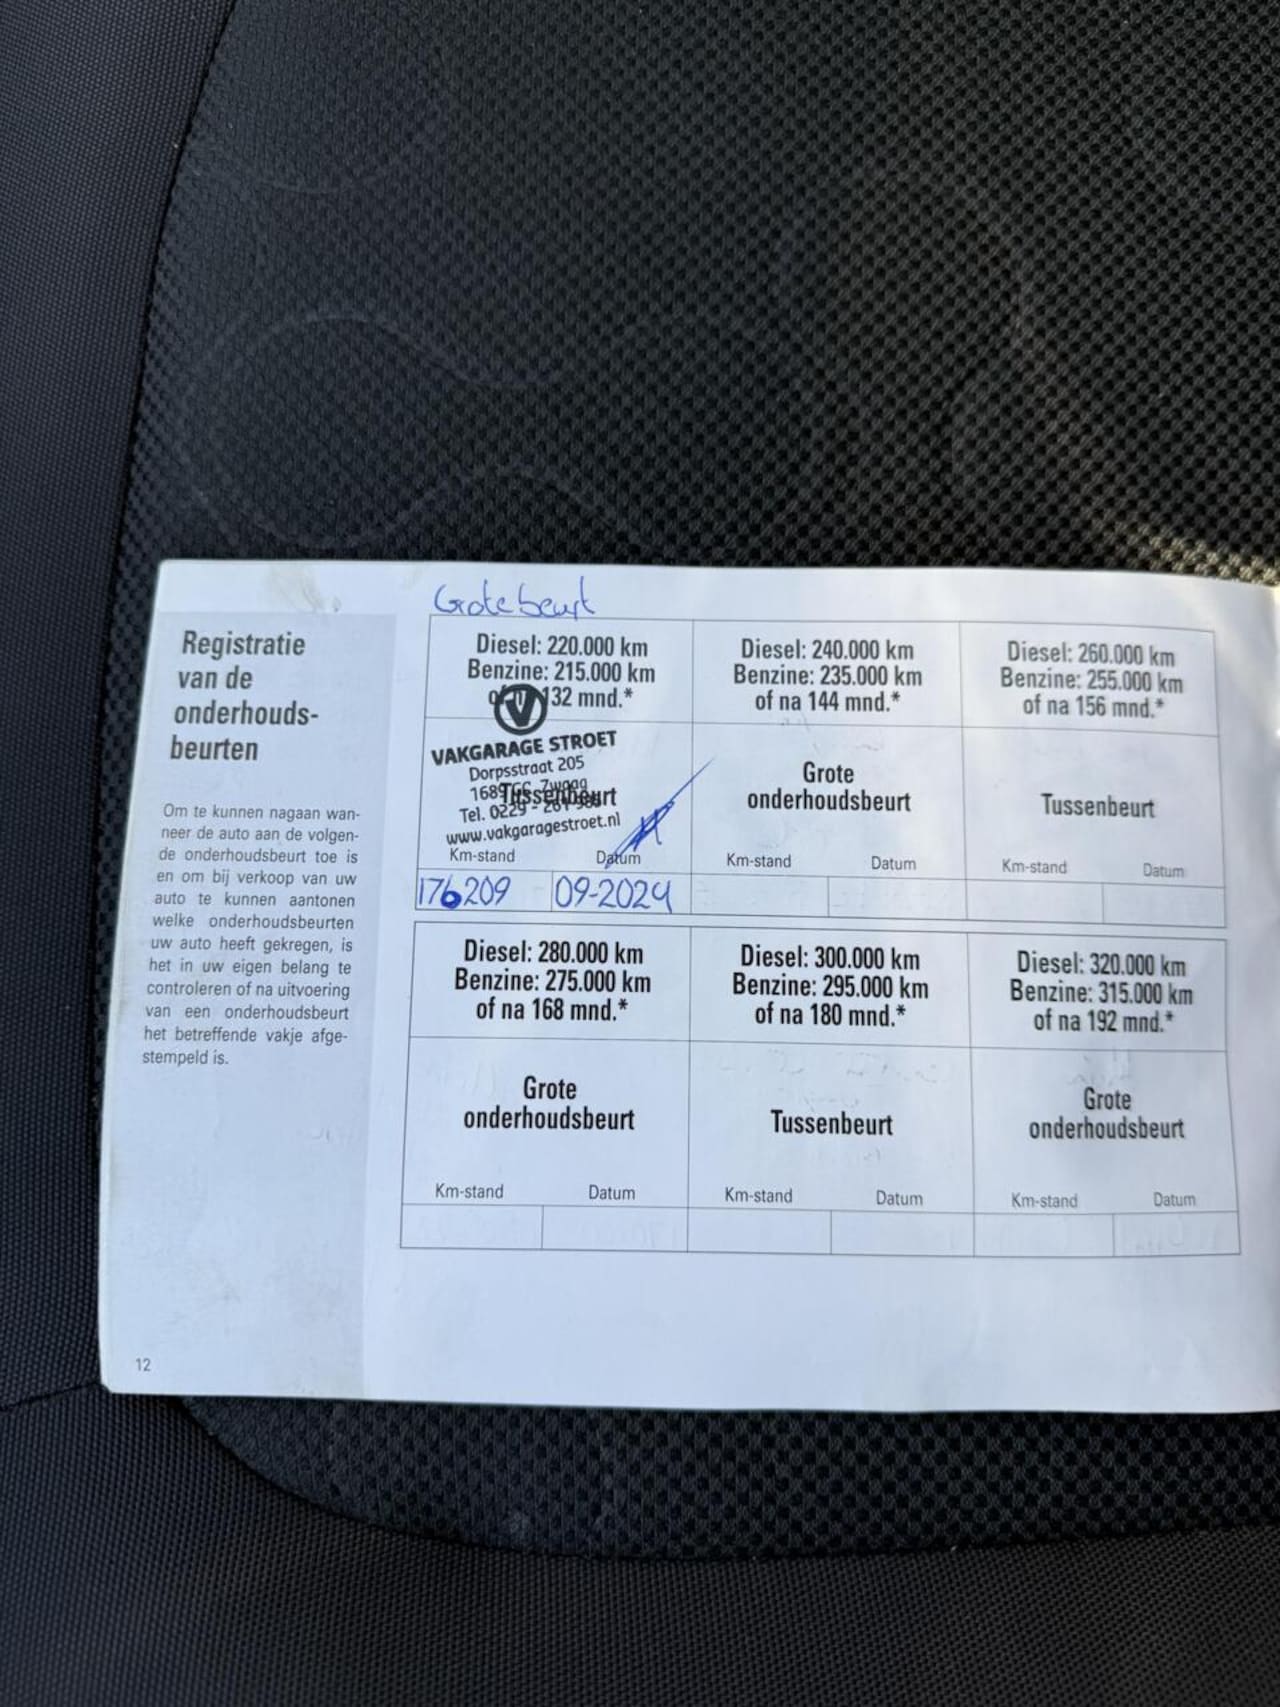 Registratie
van de
onderhouds-
beurten
Om te kunnen nagaan wan-
neer de auto aan de volgen-
de onderhoudsbeurt toe is
en om bij verkoop van uw
auto te kunnen aantonen
welke onderhoudsbeurten
uw auto heeft gekregen, is
het in uw eigen belang te
controleren of na uitvoering
van een onderhoudsbeurt
het betreffende vakje afge-
stempeld is.
12
Grote beurt
Diesel: 220.000 km
Benzine: 215.000 km
132 mnd.*
V
VAKGARAGE STROET
Dorpsstraat 205
Zwaag
Tussenbeurt
Tel. 0229 - 261
www.vakgaragestroet.nl
Km-stand Datum
176209 09-2024
Diesel: 240.000 km
Benzine: 235.000 km
of na 144 mnd.*
Grote
onderhoudsbeurt
Km-stand Datum
Diesel: 260.000 km
Benzine: 255.000 km
of na 156 mnd.*
Tussenbeurt
Km-stand Datum
Diesel: 280.000 km
Benzine: 275.000 km
of na 168 mnd.*
Grote
onderhoudsbeurt
Km-stand Datum
Diesel: 300.000 km
Benzine: 295.000 km
of na 180 mnd.*
Tussenbeurt
Km-stand Datum
Diesel: 320.000 km
Benzine: 315.000 km
of na 192 mnd.*
Grote
onderhoudsbeurt
Km-stand Datum